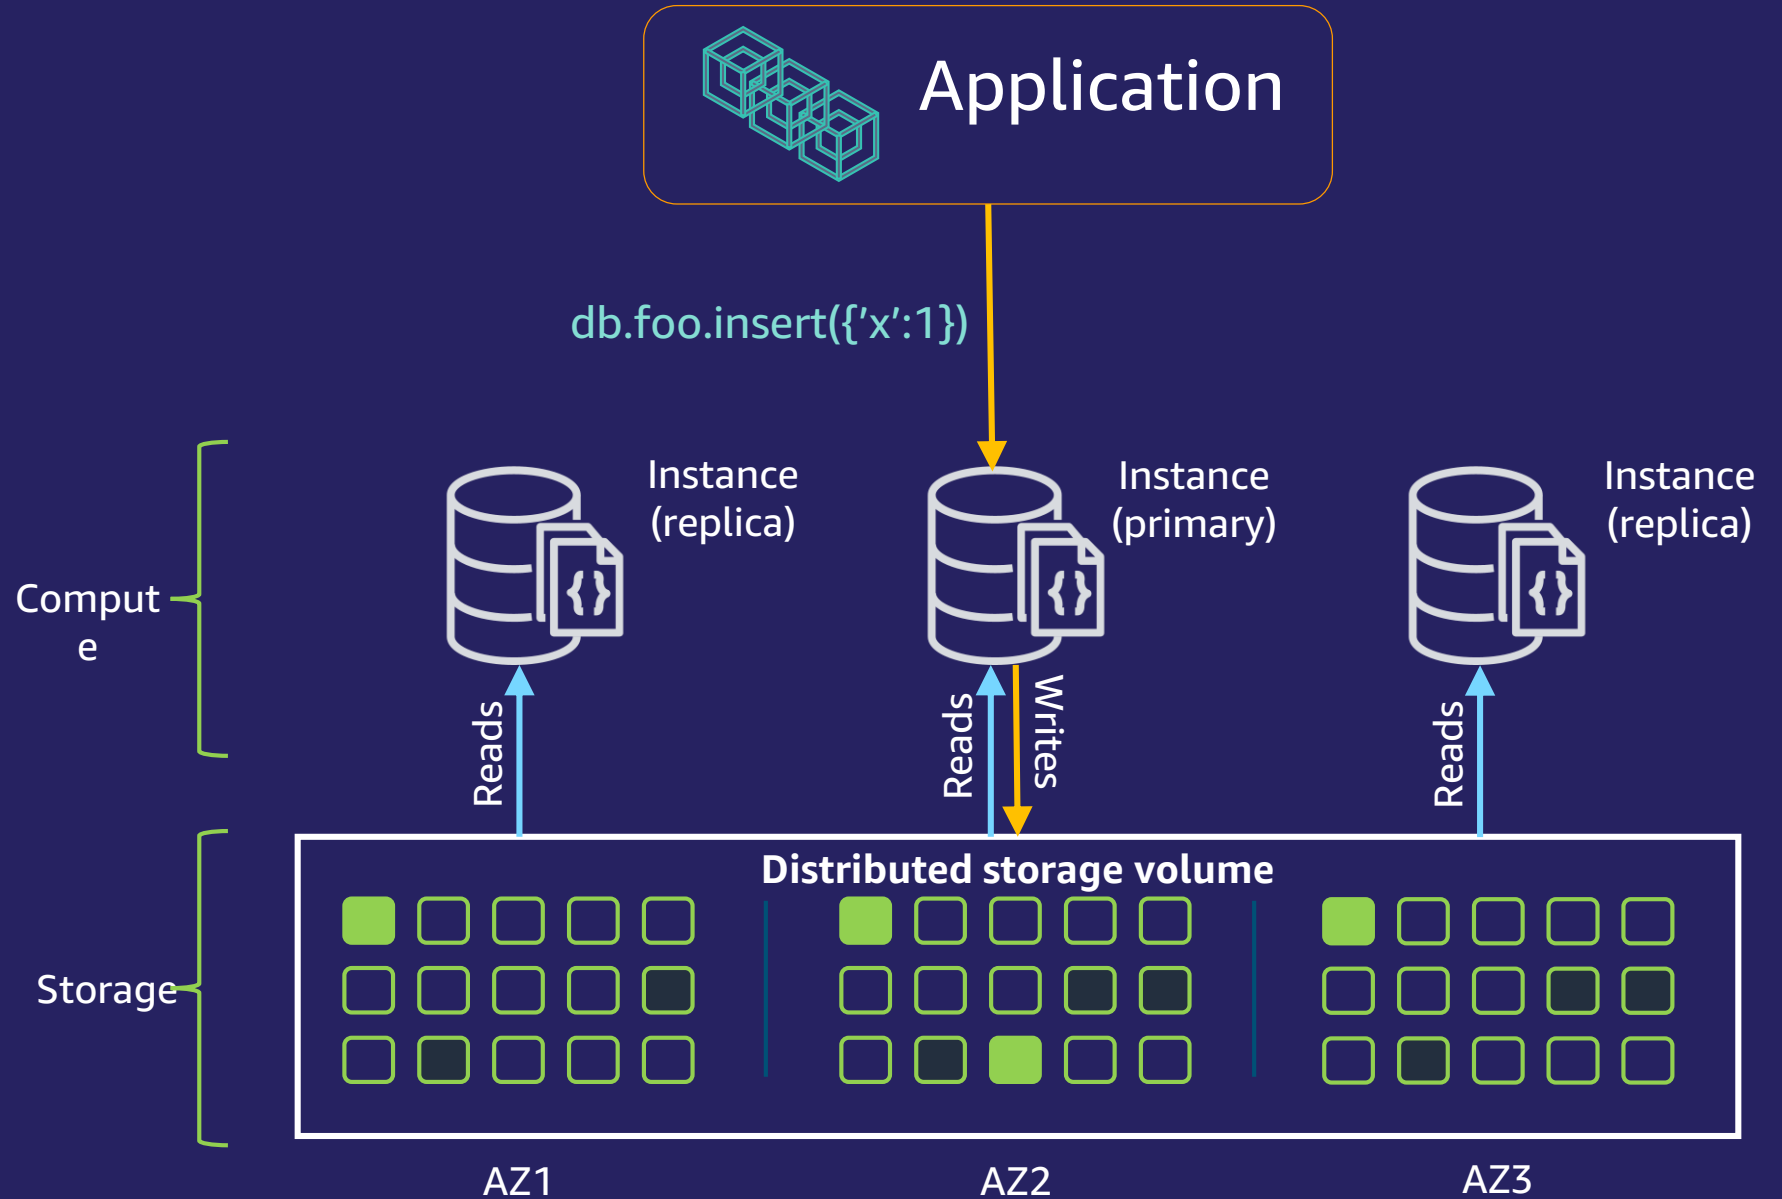 Application
db.foo.insert({’x':1})
Instance
(replica)
Instance
(primary)
Instance
(replica)
Comput
e
Reads
Reads
Writes
Reads
Distributed storage volume
Storage
AZ1
AZ2
AZ3